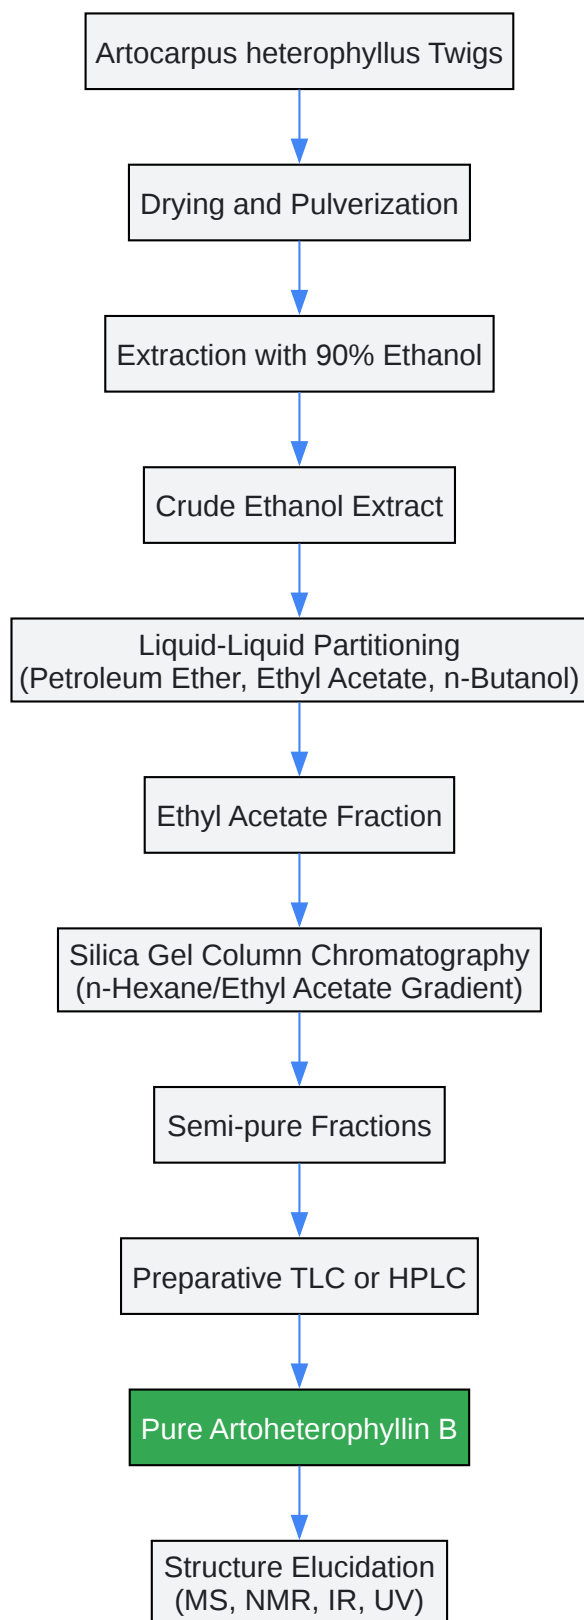 Artocarpus heterophyllus Twigs
Drying and Pulverization
Extraction with 90% Ethanol
Crude Ethanol Extract
Liquid-Liquid Partitioning
(Petroleum Ether, Ethyl Acetate, n-Butanol)
Ethyl Acetate Fraction
Silica Gel Column Chromatography
(n-Hexane/Ethyl Acetate Gradient)
Semi-pure Fractions
Preparative TLC or HPLC
Pure Artoheterophyllin B
Structure Elucidation
(MS, NMR, IR, UV)